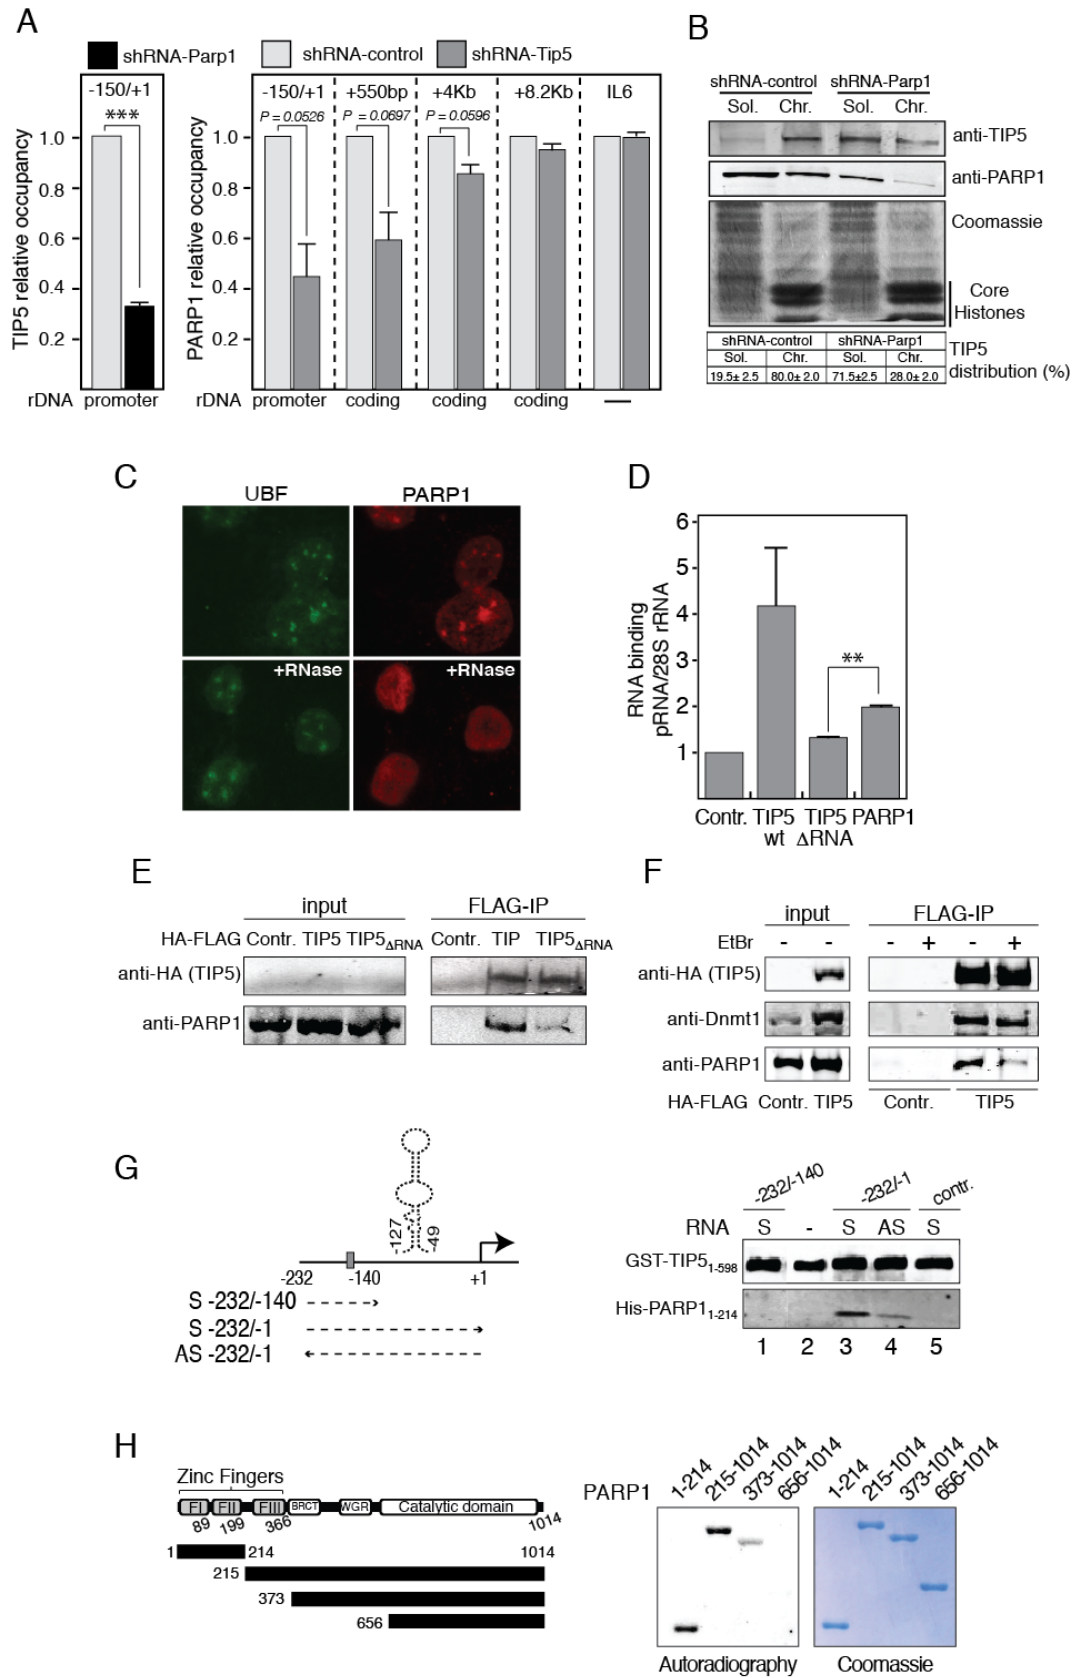 A
shRNA-Parp1 shRNA-control shRNA-Tip5
-150/+1
***
TIP5 relative occupancy
1.0
0.8
0.6
0.4
0.2
rDNA promoter
-150/+1 +550bp +4Kb +8.2Kb IL6
P = 0.0526 P = 0.0697 P = 0.0596
PARP1 relative occupancy
1.0
0.8
0.6
0.4
0.2
rDNA promoter coding coding coding —
B
shRNA-control shRNA-Parp1
Sol. Chr. Sol. Chr.
anti-TIP5
anti-PARP1
Coomassie
Core
Histones
shRNA-control shRNA-Parp1
Sol. Chr. Sol. Chr.
19.5± 2.5 80.0± 2.0 71.5±2.5 28.0± 2.0
TIP5
distribution (%)
C
UBF PARP1
+RNase +RNase
D
RNA binding
pRNA/28S rRNA
6
5
4
3
2
1
**
Contr. TIP5 TIP5 PARP1
wt ΔRNA
E
input FLAG-IP
HA-FLAG Contr. TIP5 TIP5ΔRNA Contr. TIP TIP5ΔRNA
anti-HA (TIP5)
anti-PARP1
F
input FLAG-IP
EtBr - - - + - +
anti-HA (TIP5)
anti-Dnmt1
anti-PARP1
HA-FLAG Contr. TIP5 Contr. TIP5
G
-127 -49
-232 -140 +1
S -232/-140
S -232/-1
AS -232/-1
-232/-140 -232/-1 contr.
RNA S - S AS S
GST-TIP5 1-598
His-PARP1 1-214
1 2 3 4 5
H
Zinc Fingers
FI FII FIII BRCT WGR Catalytic domain
89 199 366 1014
1 214 1014
215
373
656
PARP1 1-214 215-1014 373-1014 656-1014 1-214 215-1014 373-1014 656-1014
Autoradiography Coomassie